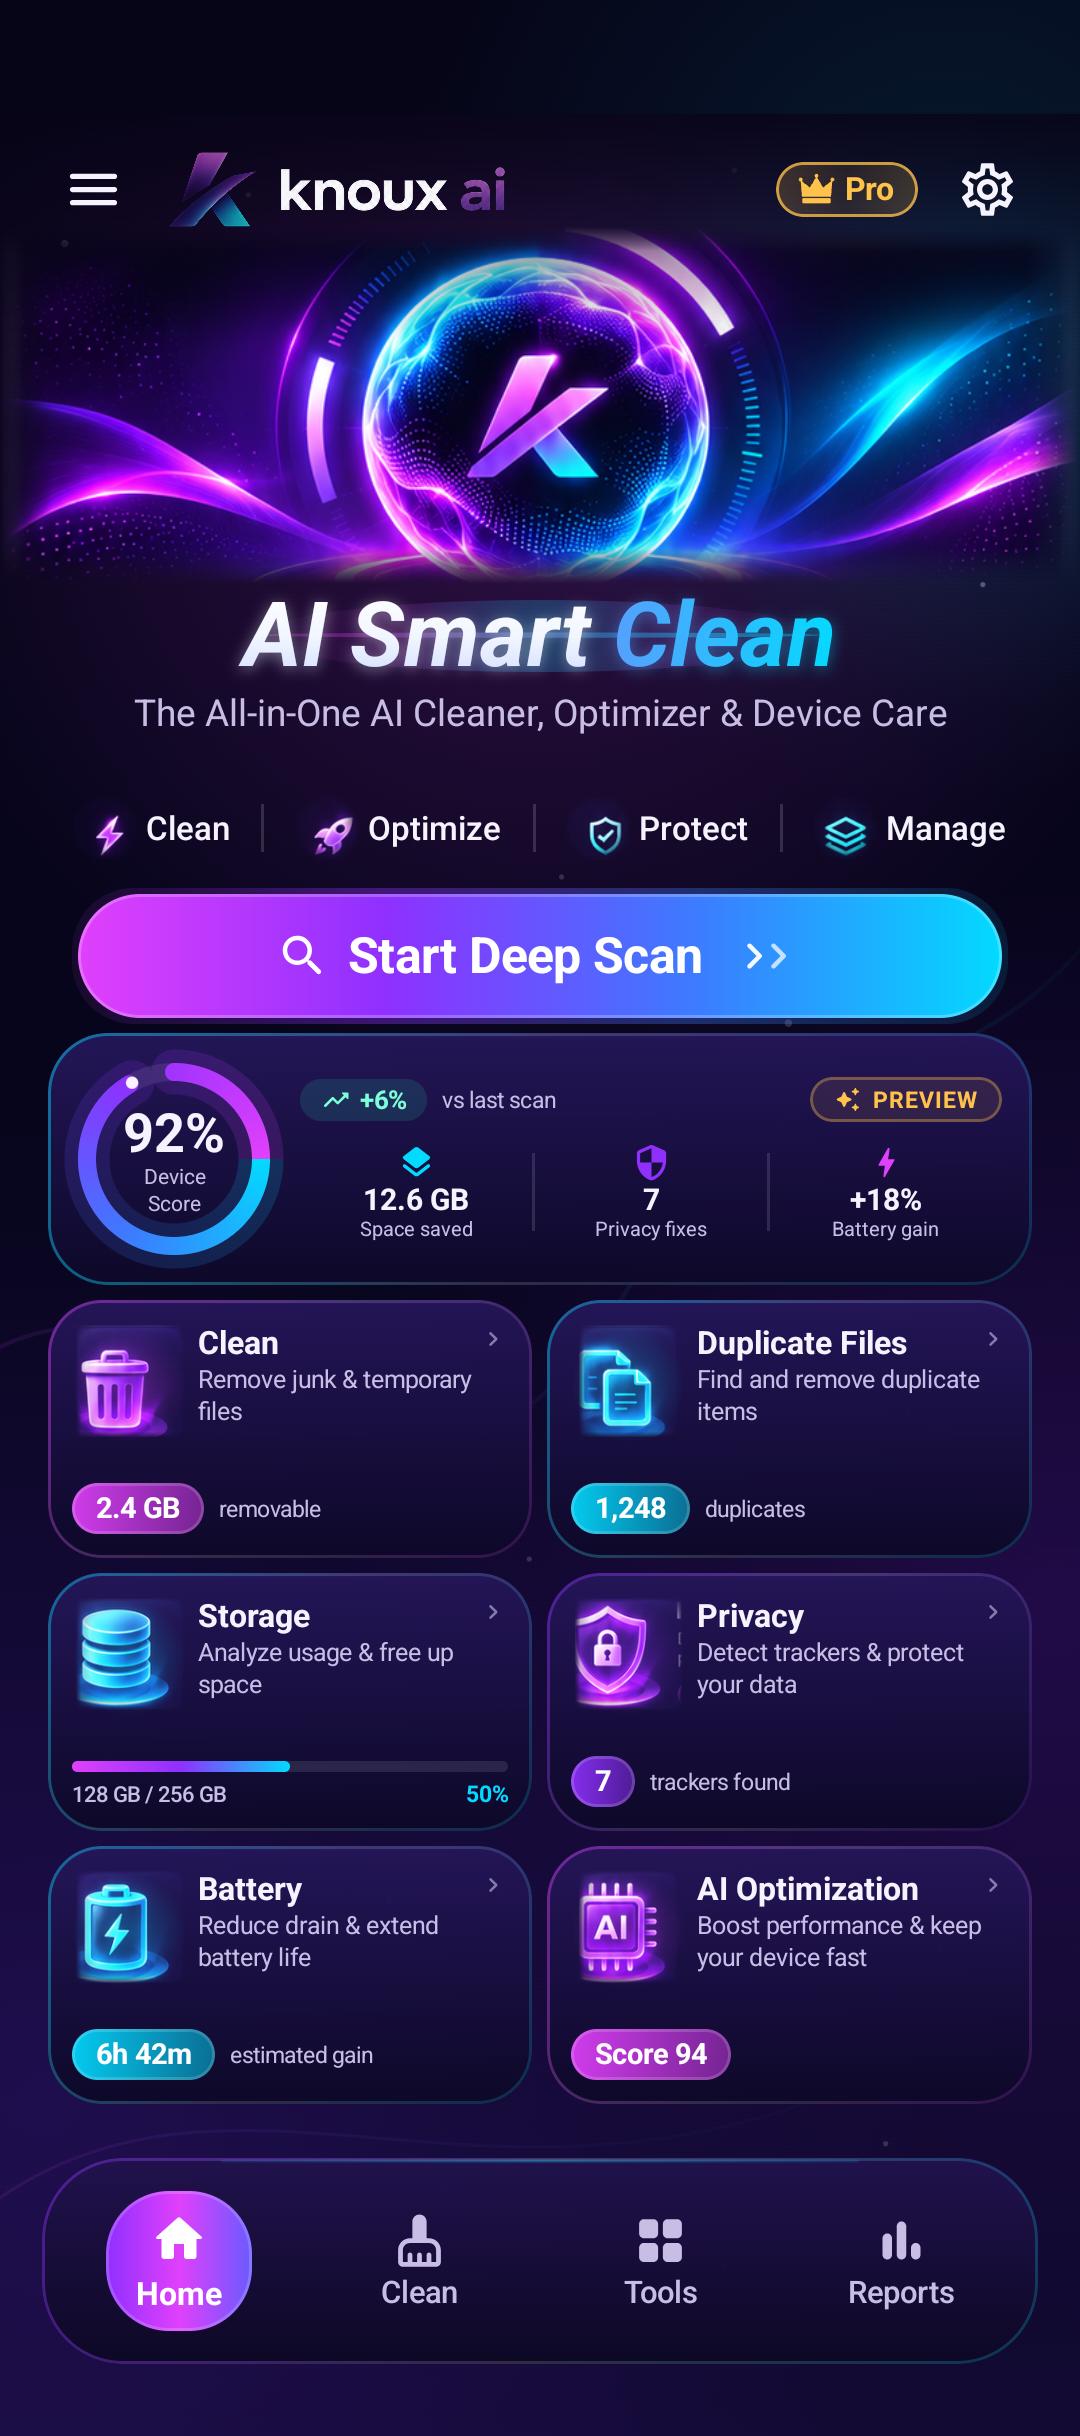 knoux ai
Pro
AI Smart Clean
The All-in-One AI Cleaner, Optimizer & Device Care
Clean
Optimize
Protect
Manage
Start Deep Scan
92%
Device
Score
+6%
vs last scan
PREVIEW
12.6 GB
Space saved
7
Privacy fixes
+18%
Battery gain
Clean
Remove junk & temporary
files
2.4 GB
removable
Duplicate Files
Find and remove duplicate
items
1,248
duplicates
Storage
Analyze usage & free up
space
128 GB / 256 GB
50%
Privacy
Detect trackers & protect
your data
7
trackers found
Battery
Reduce drain & extend
battery life
6h 42m
estimated gain
AI
AI Optimization
Boost performance & keep
your device fast
Score 94
Home
Clean
Tools
Reports